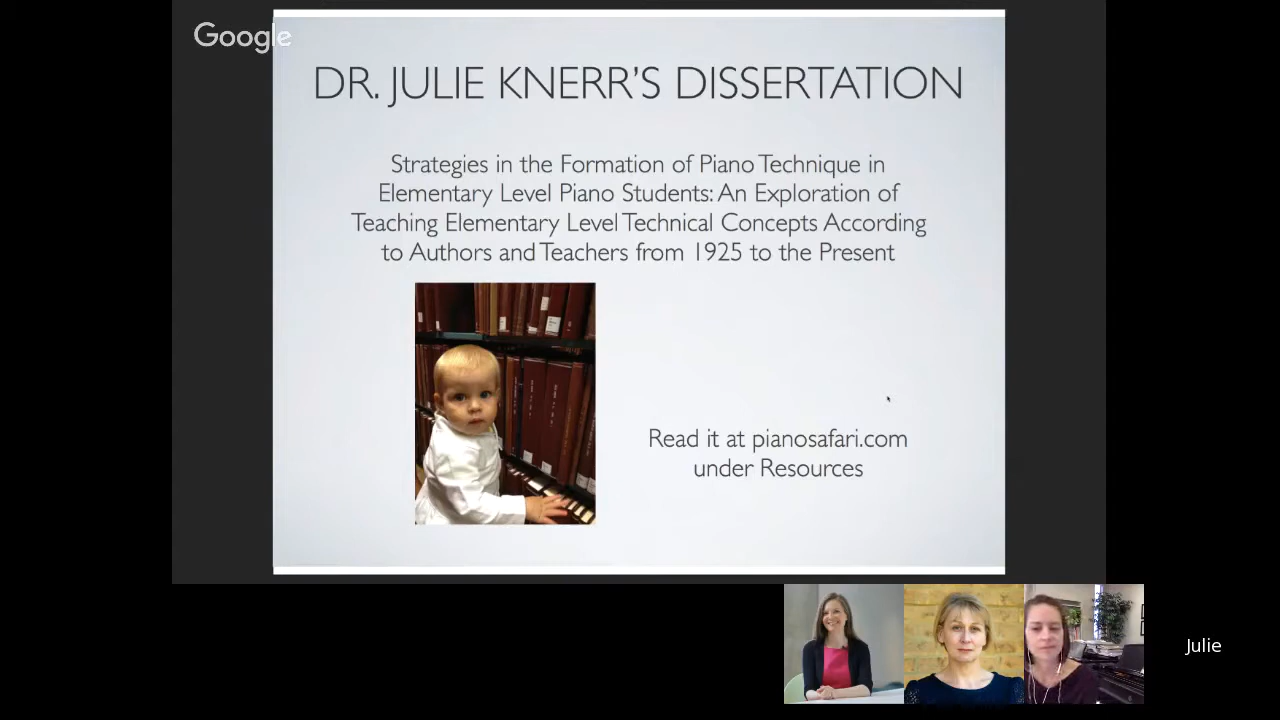 Google
DR. JULIE KNERR'S DISSERTATION
Strategies in the Formation of Piano Technique in
Elementary Level Piano Students: An Exploration of
Teaching Elementary Level Technical Concepts According
to Authors and Teachers from 1925 to the Present
Read it at pianosafari.com
under Resources
Julie